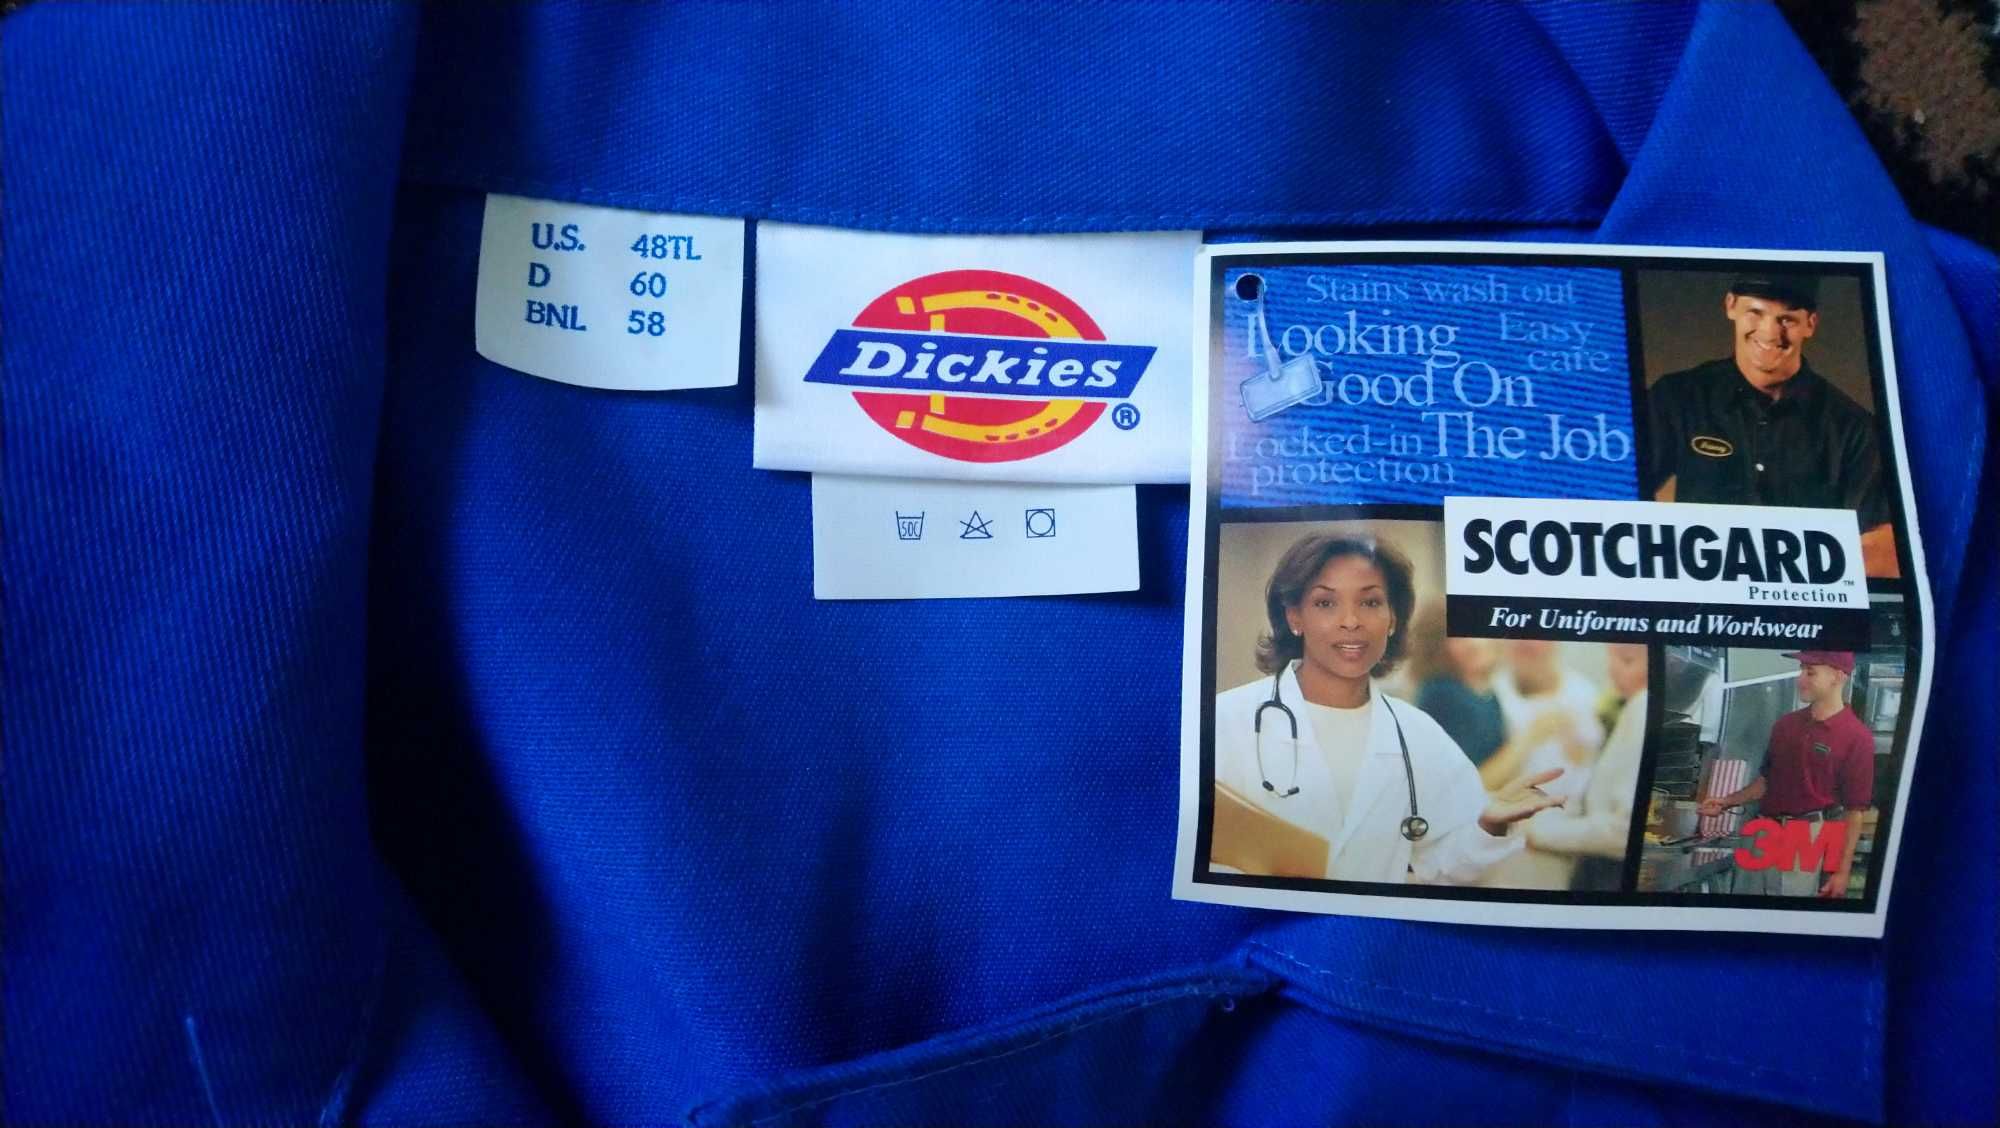 U.S. 48TL
D 60
BNL 58
Dickies
®
50C
Stains wash out
Looking
Easy
care
Good On
Locked-in
The Job
protection
SCOTCHGARD™
Protection
For Uniforms and Workwear
3M